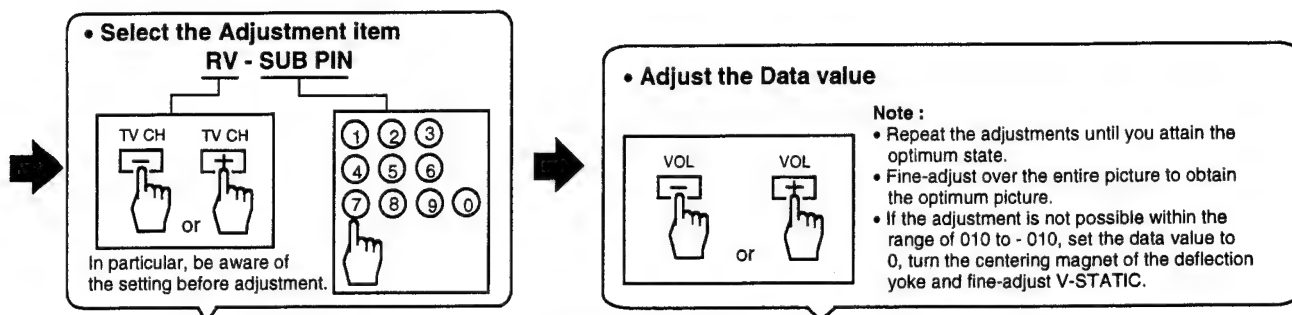 • Select the Adjustment item
RV - SUB PIN
TV CH TV CH
- +
or
1 2 3
4 5 6
7 8 9 0
In particular, be aware of
the setting before adjustment.
• Adjust the Data value
VOL VOL
- +
or
Note :
• Repeat the adjustments until you attain the
optimum state.
• Fine-adjust over the entire picture to obtain
the optimum picture.
• If the adjustment is not possible within the
range of 010 to - 010, set the data value to
0, turn the centering magnet of the deflection
yoke and fine-adjust V-STATIC.